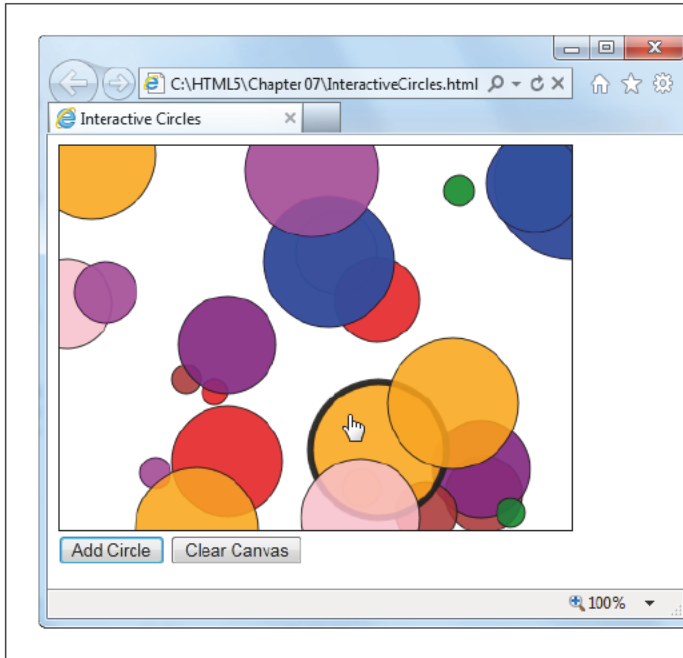 C:\HTML5\Chapter 07\InteractiveCircles.html
Interactive Circles
Add Circle Clear Canvas
100%